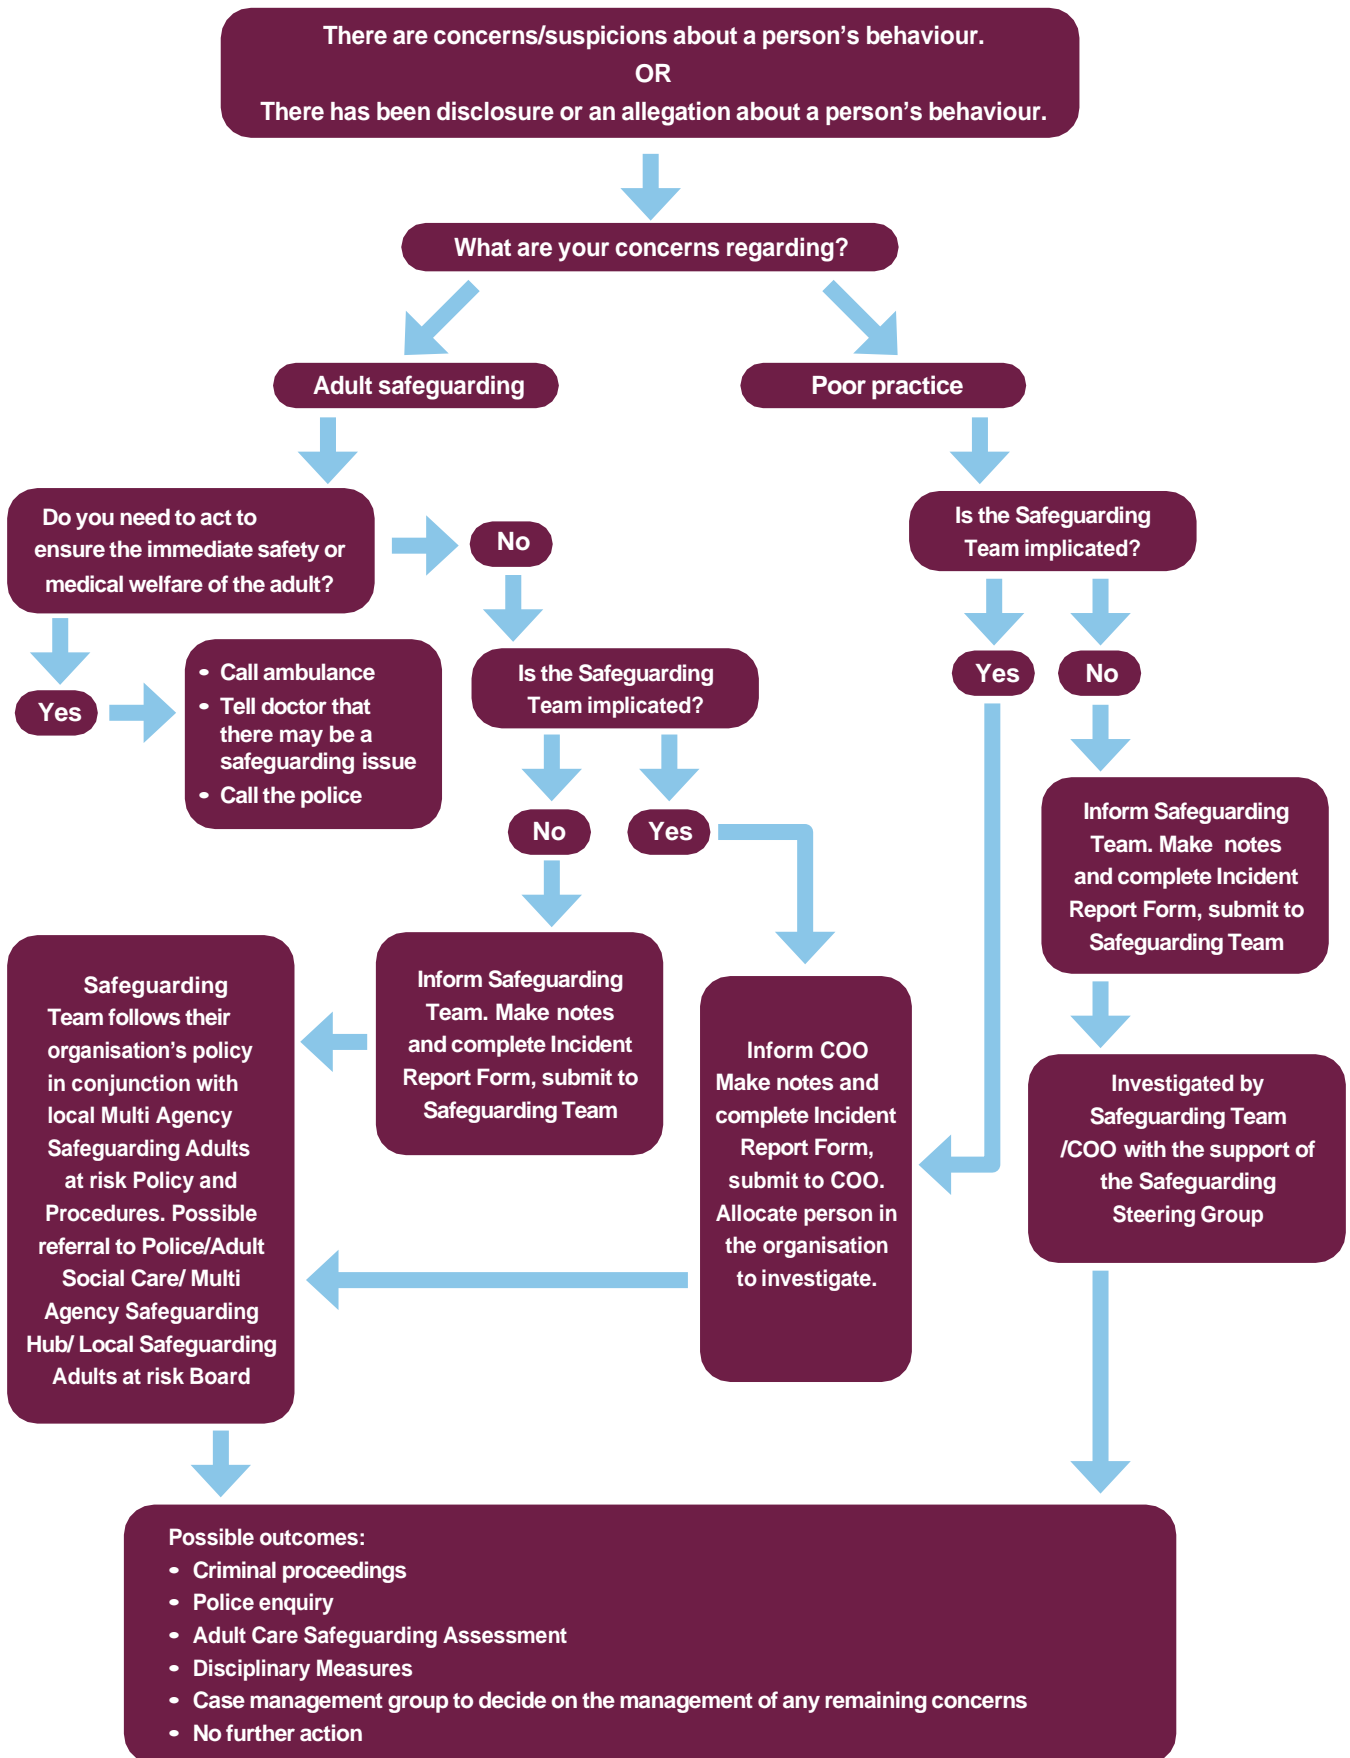 There are concerns/suspicions about a person's behaviour.
OR
There has been disclosure or an allegation about a person's behaviour.
What are your concerns regarding?
Adult safeguarding
Poor practice
Do you need to act to
ensure the immediate safety or
medical welfare of the adult?
No
Is the Safeguarding
Team implicated?
Yes
• Call ambulance
• Tell doctor that
there may be a
safeguarding issue
• Call the police
Is the Safeguarding
Team implicated?
Yes
No
No
Yes
Inform Safeguarding
Team. Make notes
and complete Incident
Report Form, submit to
Safeguarding Team
Safeguarding
Team follows their
organisation's policy
in conjunction with
local Multi Agency
Safeguarding Adults
at risk Policy and
Procedures. Possible
referral to Police/Adult
Social Care/ Multi
Agency Safeguarding
Hub/ Local Safeguarding
Adults at risk Board
Inform Safeguarding
Team. Make notes
and complete Incident
Report Form, submit to
Safeguarding Team
Inform COO
Make notes and
complete Incident
Report Form,
submit to COO.
Allocate person in
the organisation
to investigate.
Investigated by
Safeguarding Team
/COO with the support of
the Safeguarding
Steering Group
Possible outcomes:
• Criminal proceedings
• Police enquiry
• Adult Care Safeguarding Assessment
• Disciplinary Measures
• Case management group to decide on the management of any remaining concerns
• No further action